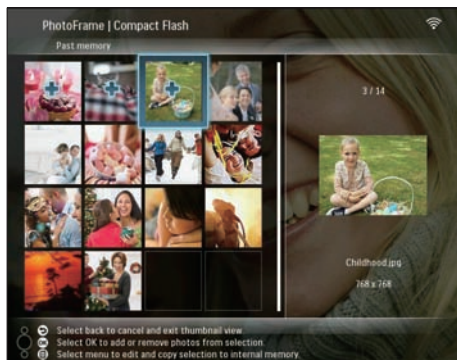 PhotoFrame | Compact Flash
Past memory
3 / 14
Childhood.jpg
768 x 768
Select back to cancel and exit thumbnail view.
OK Select OK to add or remove photos from selection.
Select menu to edit and copy selection to internal memory.